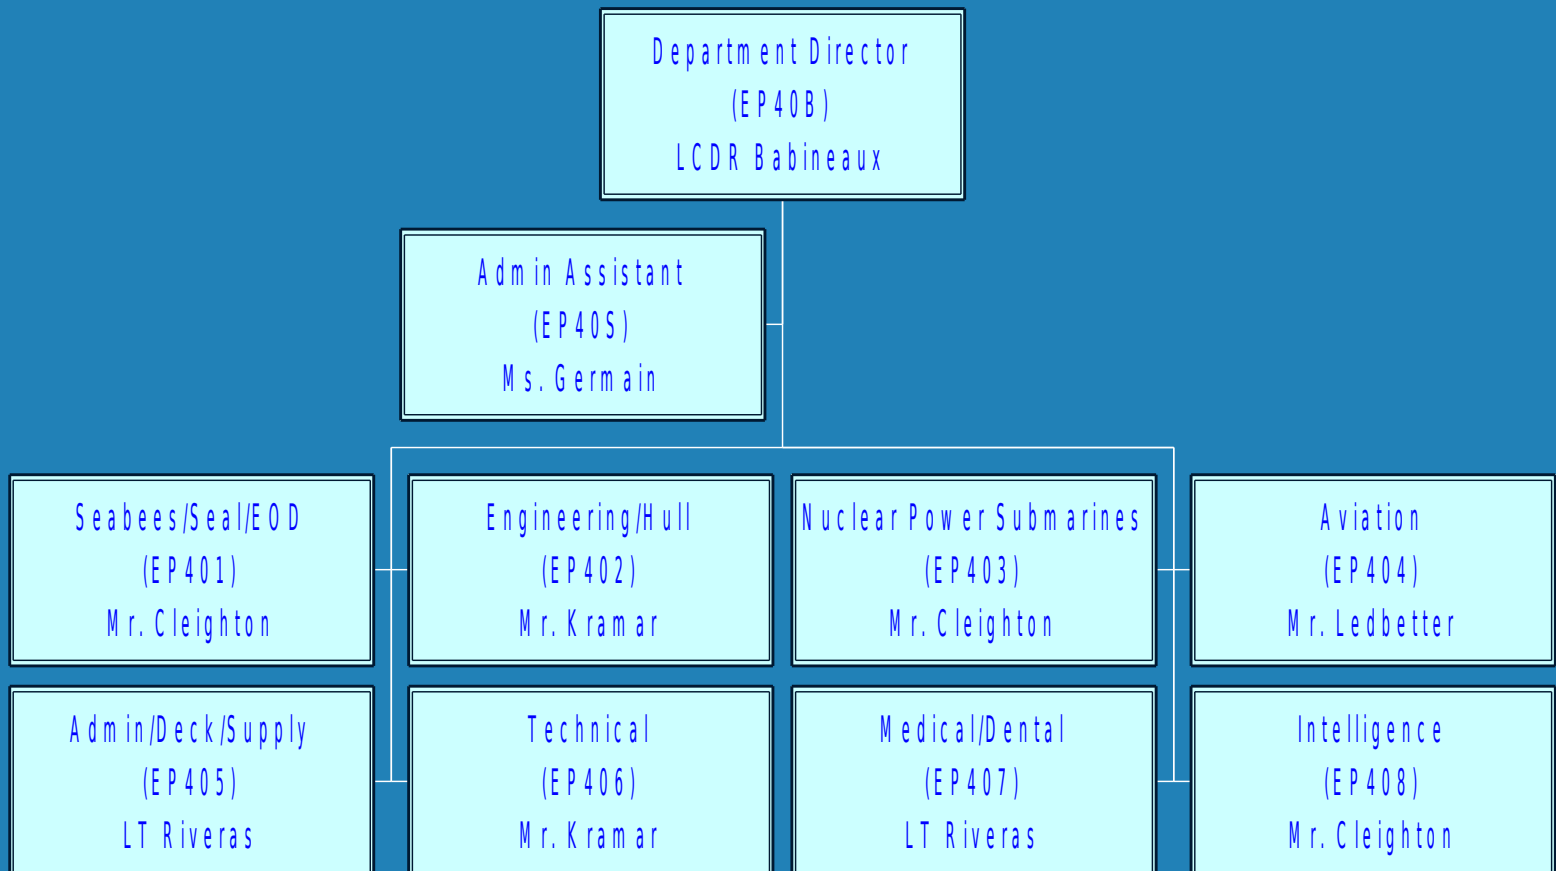 Department Director
(EP40B)
LCDR Babineaux
Admin Assistant
(EP40S)
Ms. Germain
Seabees/Seal/EOD
(EP401)
Mr. Cleighton
Engineering/Hull
(EP402)
Mr. Kramar
Nuclear Power Submarines
(EP403)
Mr. Cleighton
Aviation
(EP404)
Mr. Ledbetter
Admin/Deck/Supply
(EP405)
LT Riveras
Technical
(EP406)
Mr. Kramar
Medical/Dental
(EP407)
LT Riveras
Intelligence
(EP408)
Mr. Cleighton